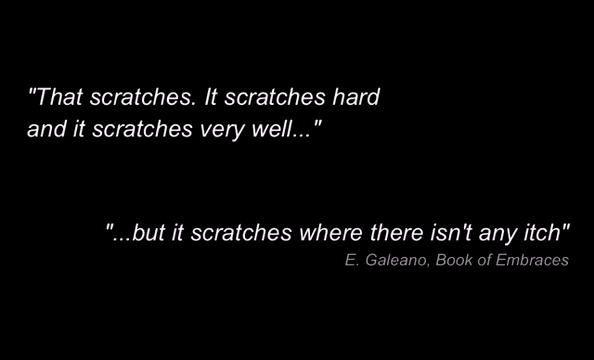 "That scratches. It scratches hard
and it scratches very well..."
"...but it scratches where there isn't any itch"
E. Galeano, Book of Embraces